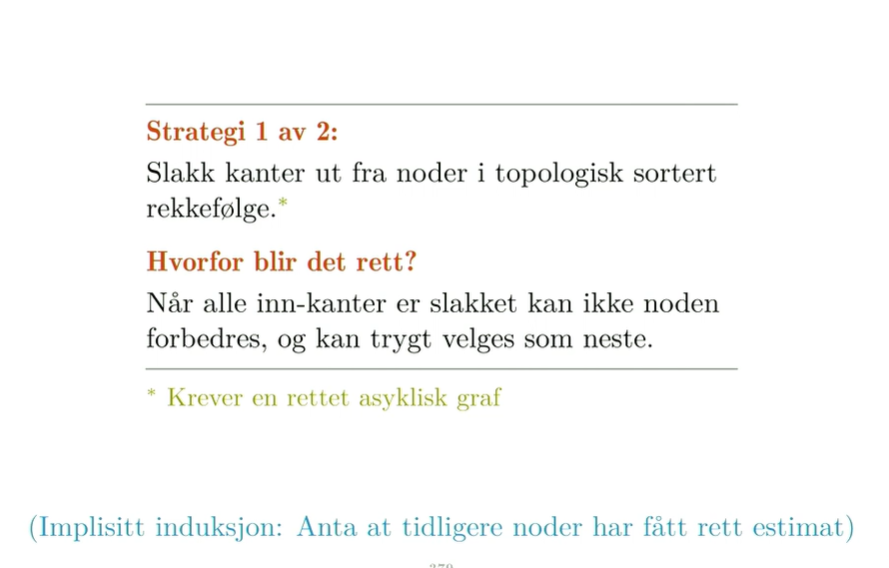 Strategi 1 av 2:
Slakk kanter ut fra noder i topologisk sortert
rekkefølge.*
Hvorfor blir det rett?
Når alle inn-kanter er slakket kan ikke noden
forbedres, og kan trygt velges som neste.
* Krever en rettet asyklisk graf
(Implisitt induksjon: Anta at tidligere noder har fått rett estimat)